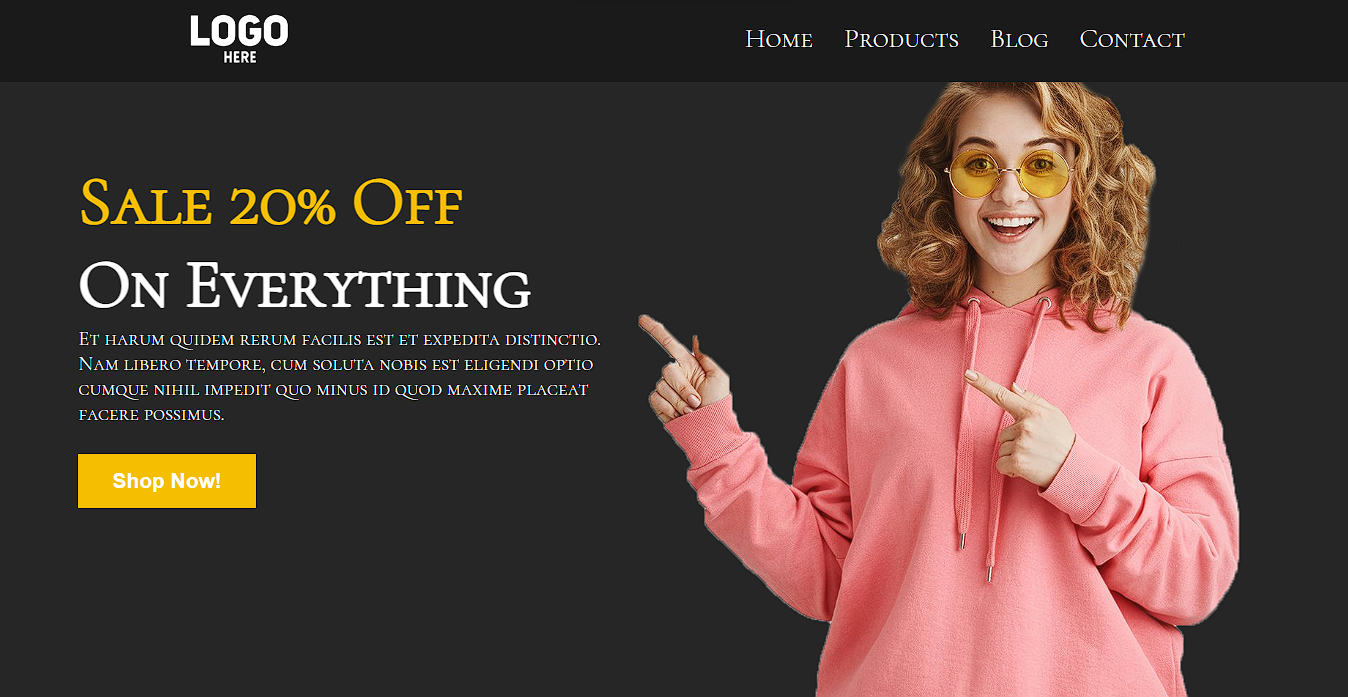 LOGO
HERE
Home Products Blog Contact
Sale 20% Off
On Everything
Et harum quidem rerum facilis est et expedita distinctio.
Nam libero tempore, cum soluta nobis est eligendi optio
cumque nihil impedit quo minus id quod maxime placeat
facere possimus.
Shop Now!